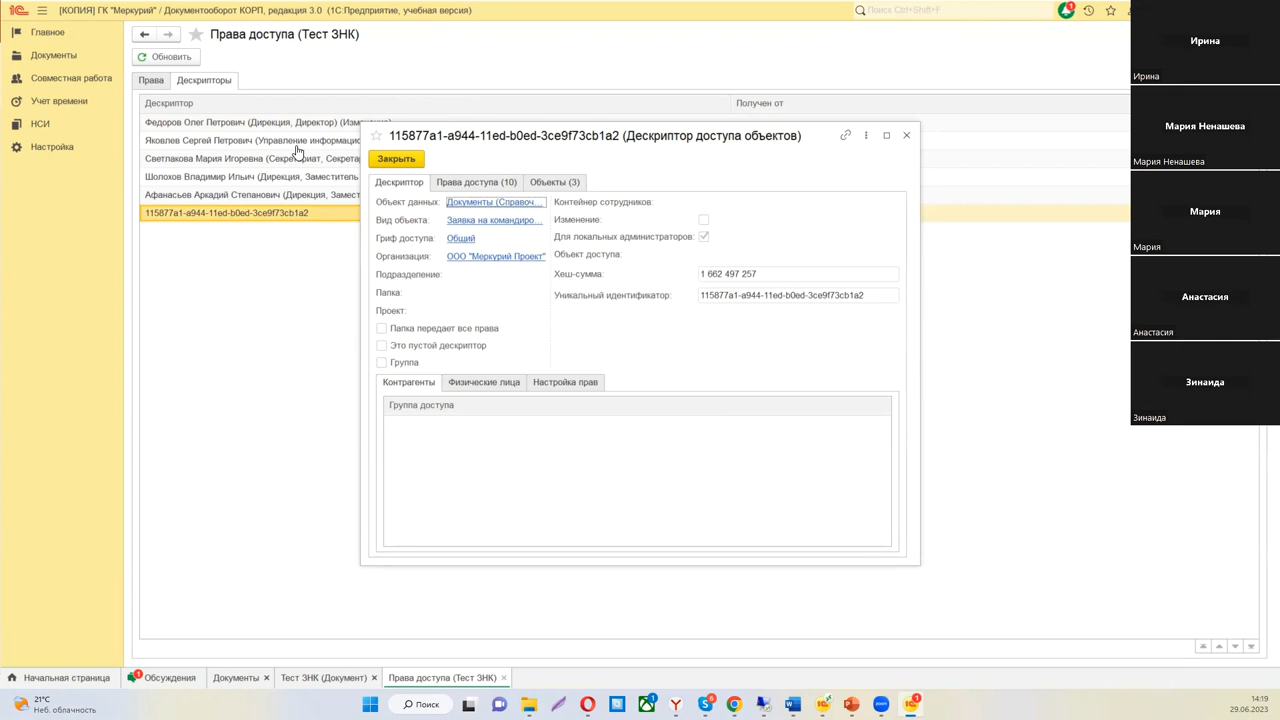 [КОПИЯ] ГК "Меркурий" / Документооборот КОРП, редакция 3.0 (1С:Предприятие, учебная версия)
Поиск Ctrl+Shift+F
Главное
Документы
Совместная работа
Учет времени
НСИ
Настройка
Права доступа (Тест ЗНК)
Обновить
Права
Дескрипторы
Дескриптор
Получен от
Федоров Олег Петрович (Дирекция, Директор) (Изменение)
Яковлев Сергей Петрович (Управление информацио
Светлакова Мария Игоревна (Секретариат, Секрета
Шолохов Владимир Ильич (Дирекция, Заместитель
Афанасьев Аркадий Степанович (Дирекция, Замест
115877a1-a944-11ed-b0ed-3ce9f73cb1a2
115877a1-a944-11ed-b0ed-3ce9f73cb1a2 (Дескриптор доступа объектов)
Закрыть
Дескриптор
Права доступа (10)
Объекты (3)
Объект данных: Документы (Справоч...
Вид объекта: Заявка на командиро...
Гриф доступа: Общий
Организация: ООО "Меркурий Проект"
Подразделение:
Папка:
Проект:
Папка передает все права
Это пустой дескриптор
Группа
Контейнер сотрудников:
Изменение:
Для локальных администраторов:
Объект доступа:
Хеш-сумма: 1 662 497 257
Уникальный идентификатор: 115877a1-a944-11ed-b0ed-3ce9f73cb1a2
Контрагенты
Физические лица
Настройка прав
Группа доступа
Ирина
Ирина
Мария Ненашева
Мария Ненашева
Мария
Мария
Анастасия
Анастасия
Зинаида
Зинаида
Начальная страница
Обсуждения
Документы
Тест ЗНК (Документ)
Права доступа (Тест ЗНК)
21°C
Неб. облачность
Поиск
14:19
29.06.2023